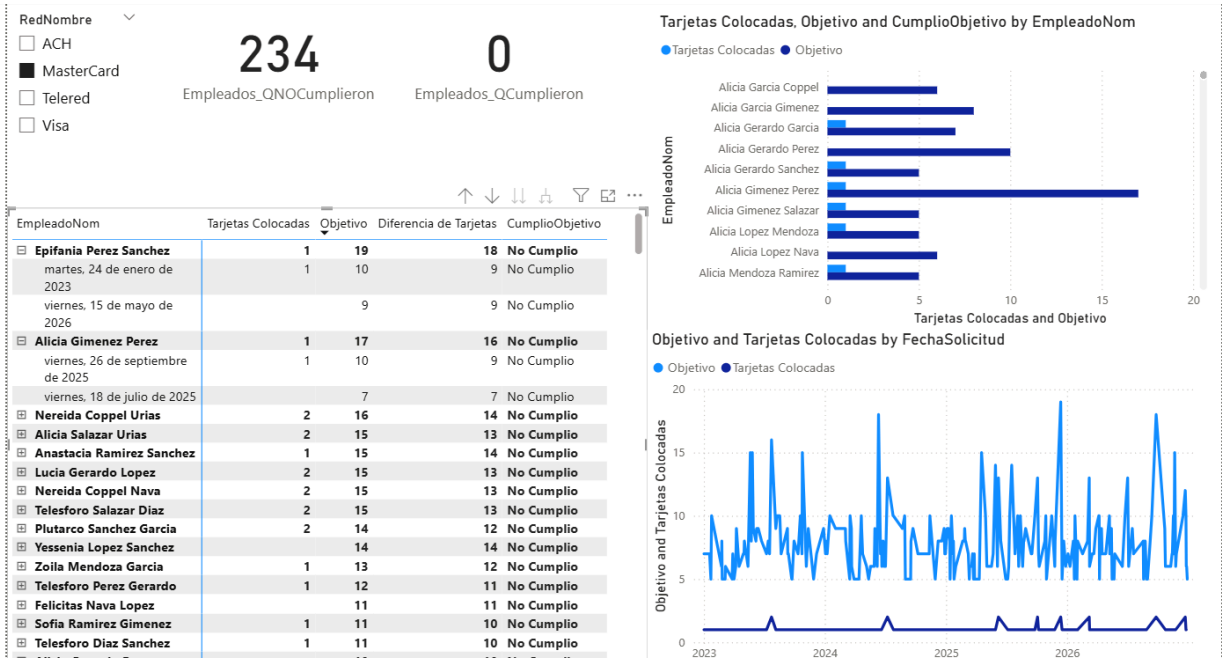 RedNombre
ACH
MasterCard
Telered
Visa
234
Empleados_QNOCumplieron
0
Empleados_QCumplieron
EmpleadoNom Tarjetas Colocadas Objetivo Diferencia de Tarjetas CumplioObjetivo
Epifania Perez Sanchez 1 19 18 No Cumplio
martes, 24 de enero de 1 10 9 No Cumplio
2023
viernes, 15 de mayo de 9 9 No Cumplio
2026
Alicia Gimenez Perez 1 17 16 No Cumplio
viernes, 26 de septiembre 1 10 9 No Cumplio
de 2025
viernes, 18 de julio de 2025 7 7 No Cumplio
Nereida Coppel Urias 2 16 14 No Cumplio
Alicia Salazar Urias 2 15 13 No Cumplio
Anastacia Ramirez Sanchez 1 15 14 No Cumplio
Lucia Gerardo Lopez 2 15 13 No Cumplio
Nereida Coppel Nava 2 15 13 No Cumplio
Telesforo Salazar Diaz 2 15 13 No Cumplio
Plutarco Sanchez Garcia 2 14 12 No Cumplio
Yessenia Lopez Sanchez 14 14 No Cumplio
Zoila Mendoza Garcia 1 13 12 No Cumplio
Telesforo Perez Gerardo 1 12 11 No Cumplio
Felicitas Nava Lopez 11 11 No Cumplio
Sofia Ramirez Gimenez 1 11 10 No Cumplio
Telesforo Diaz Sanchez 1 11 10 No Cumplio
Tarjetas Colocadas, Objetivo and CumplioObjetivo by EmpleadoNom
Tarjetas Colocadas Objetivo
EmpleadoNom
Alicia Garcia Coppel
Alicia Garcia Gimenez
Alicia Gerardo Garcia
Alicia Gerardo Perez
Alicia Gerardo Sanchez
Alicia Gimenez Perez
Alicia Gimenez Salazar
Alicia Lopez Mendoza
Alicia Lopez Nava
Alicia Mendoza Ramirez
0 5 10 15 20
Tarjetas Colocadas and Objetivo
Objetivo and Tarjetas Colocadas by FechaSolicitud
Objetivo Tarjetas Colocadas
Objetivo and Tarjetas Colocadas
20
15
10
5
0
2023 2024 2025 2026